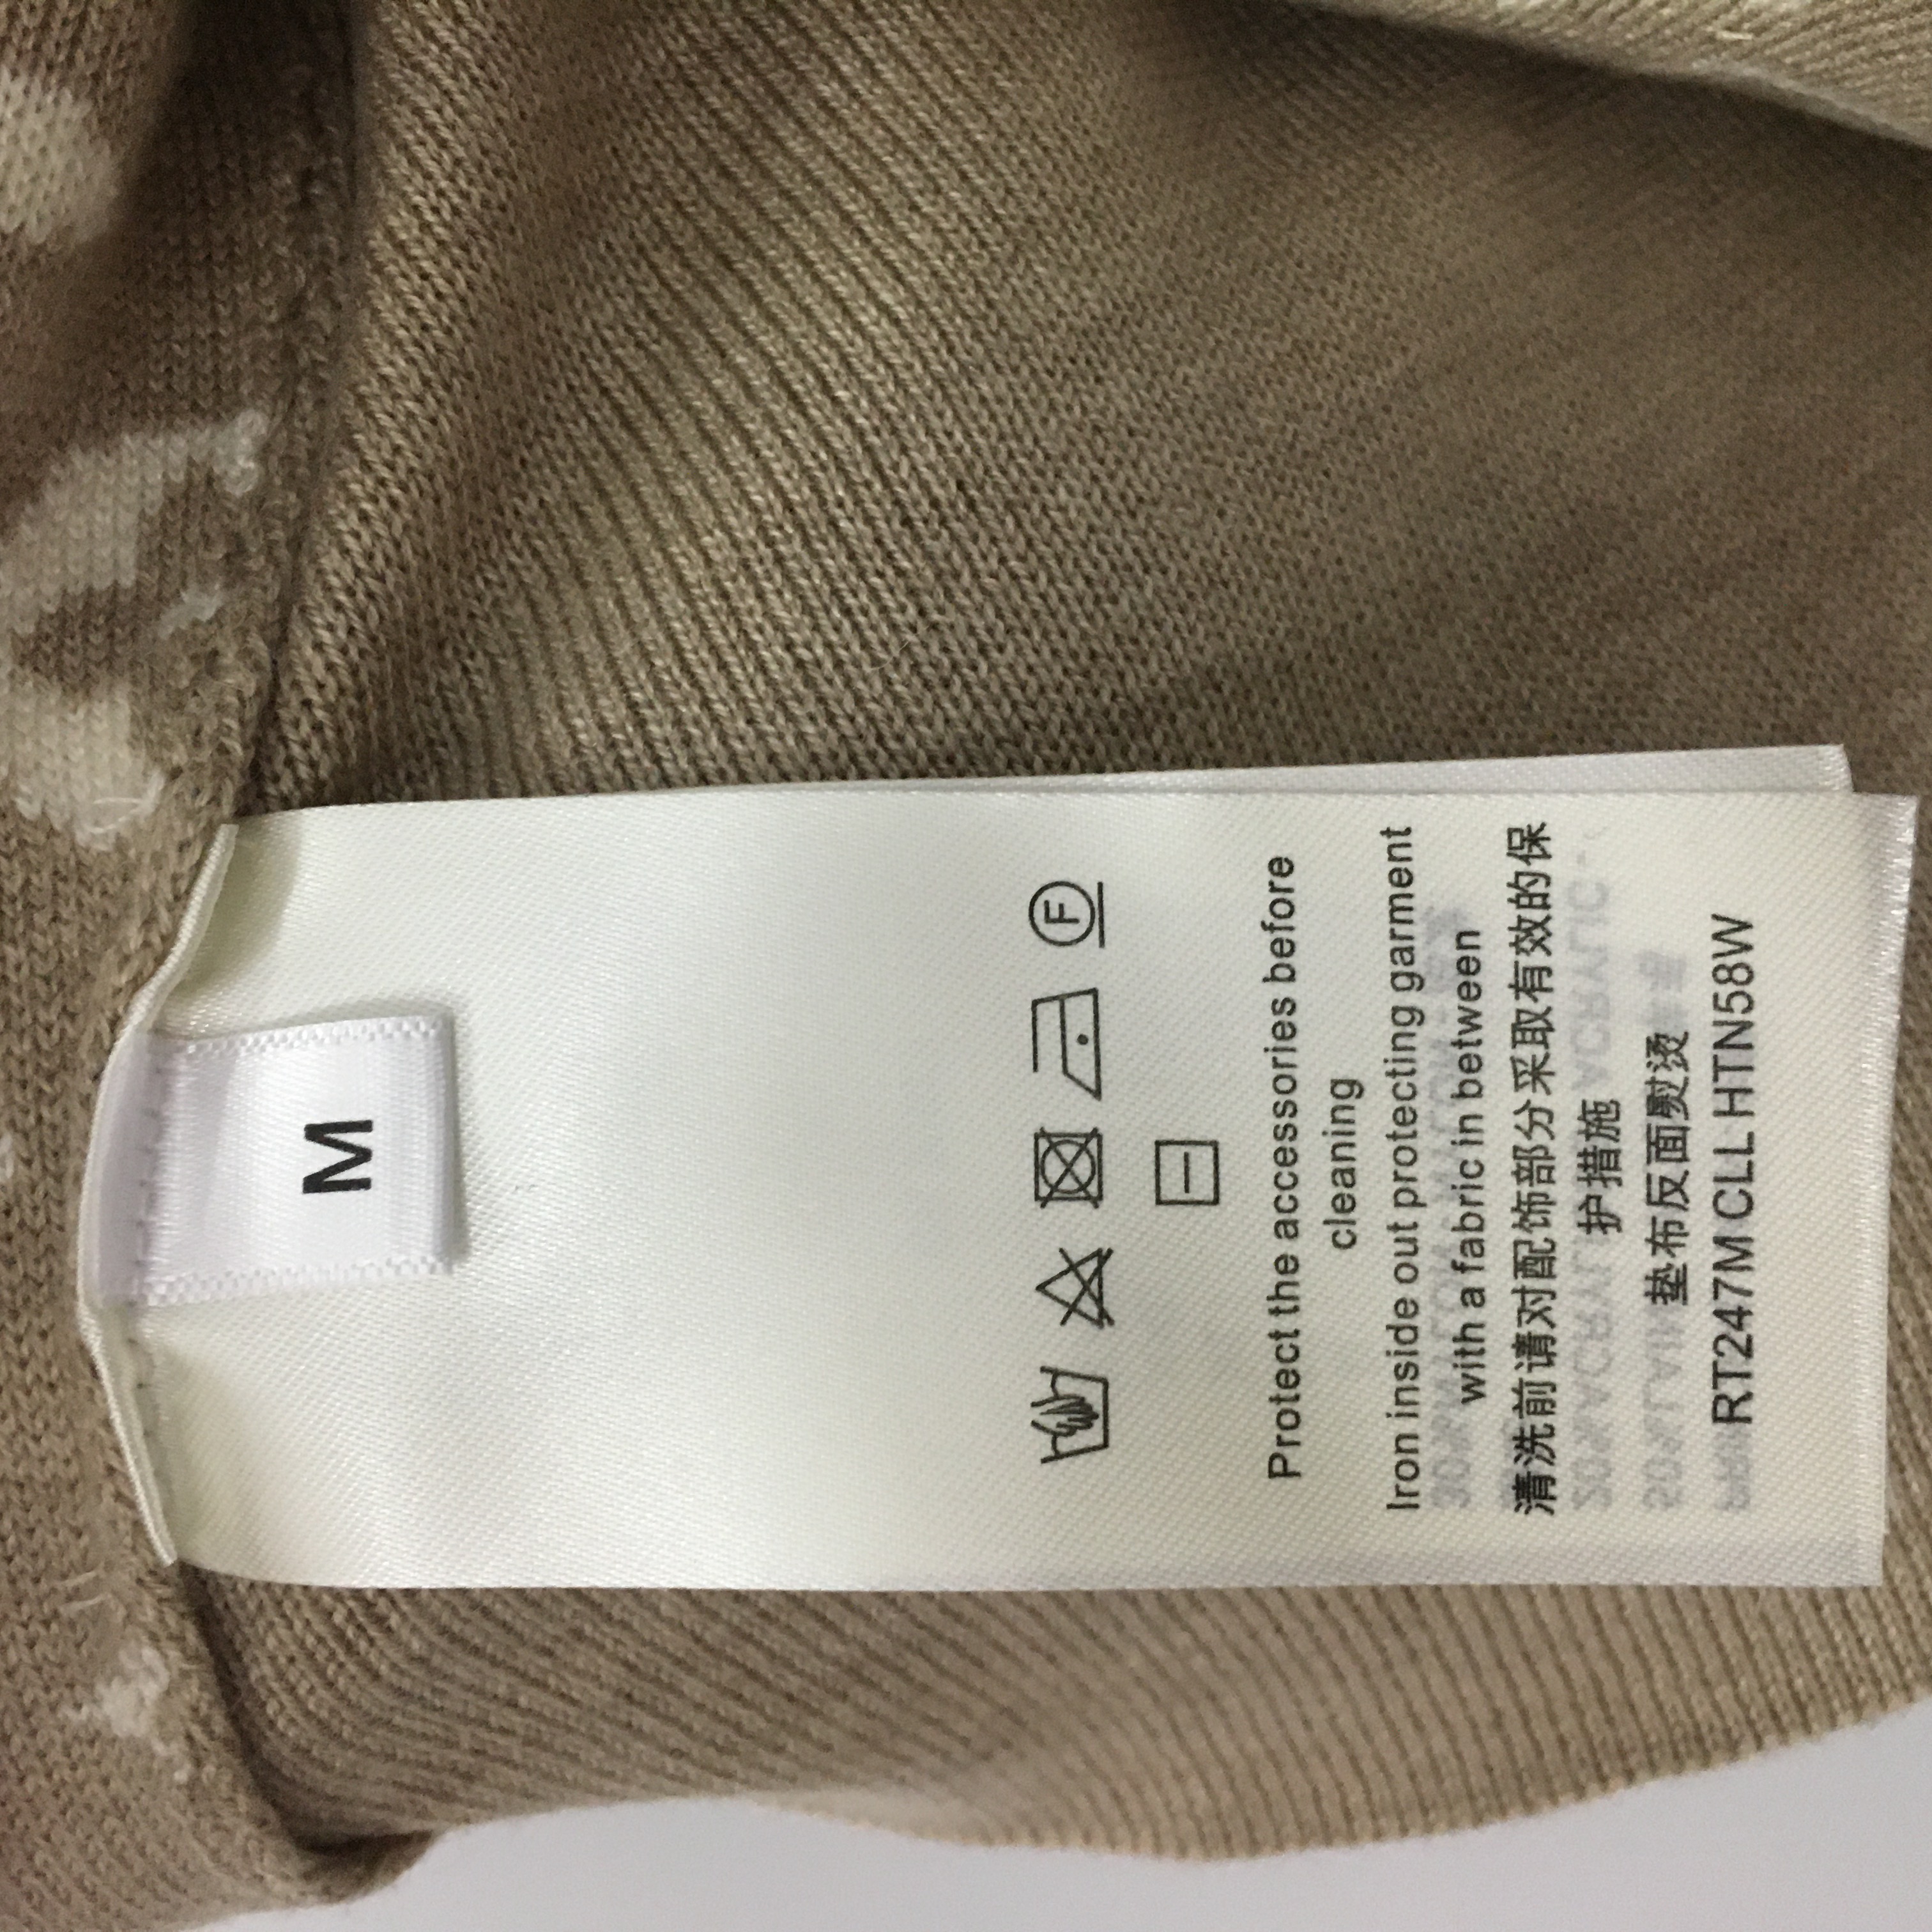 M
F
Protect the accessories before
cleaning
Iron inside out protecting garment
with a fabric in between
清洗前请对配饰部分采取有效的保
护措施
垫布反面熨烫
RT247M CLL HTN58W